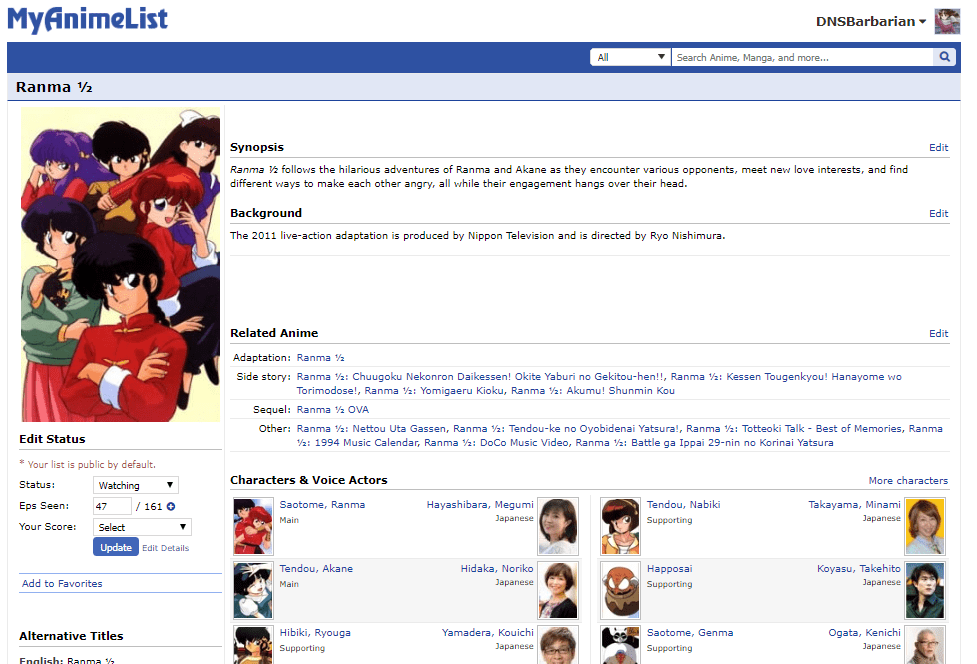 MyAnimeList
DNSBarbarian
All
Search Anime, Manga, and more...
Ranma ½
Synopsis
Edit
Ranma ½ follows the hilarious adventures of Ranma and Akane as they encounter various opponents, meet new love interests, and find
different ways to make each other angry, all while their engagement hangs over their head.
Background
Edit
The 2011 live-action adaptation is produced by Nippon Television and is directed by Ryo Nishimura.
Related Anime
Edit
Adaptation: Ranma ½
Side story: Ranma ½: Chuugoku Nekonron Daikessen! Okite Yaburi no Gekitou-hen!!, Ranma ½: Kessen Tougenkyou! Hanayome wo
Torimodose!, Ranma ½: Yomigaeru Kioku, Ranma ½: Akumu! Shunmin Kou
Sequel: Ranma ½ OVA
Other: Ranma ½: Nettou Uta Gassen, Ranma ½: Tendou-ke no Oyobidenai Yatsura!, Ranma ½: Totteoki Talk - Best of Memories, Ranma
½: 1994 Music Calendar, Ranma ½: DoCo Music Video, Ranma ½: Battle ga Ippai 29-nin no Korinai Yatsura
Edit Status
* Your list is public by default.
Status: Watching
Eps Seen: 47 / 161
Your Score: Select
Update Edit Details
Add to Favorites
Alternative Titles
English: Ranma ½
Characters & Voice Actors
More characters
Saotome, Ranma
Main
Hayashibara, Megumi
Japanese
Tendou, Nabiki
Supporting
Takayama, Minami
Japanese
Tendou, Akane
Main
Hidaka, Noriko
Japanese
Happosai
Supporting
Koyasu, Takehito
Japanese
Hibiki, Ryouga
Supporting
Yamadera, Kouichi
Japanese
Saotome, Genma
Supporting
Ogata, Kenichi
Japanese